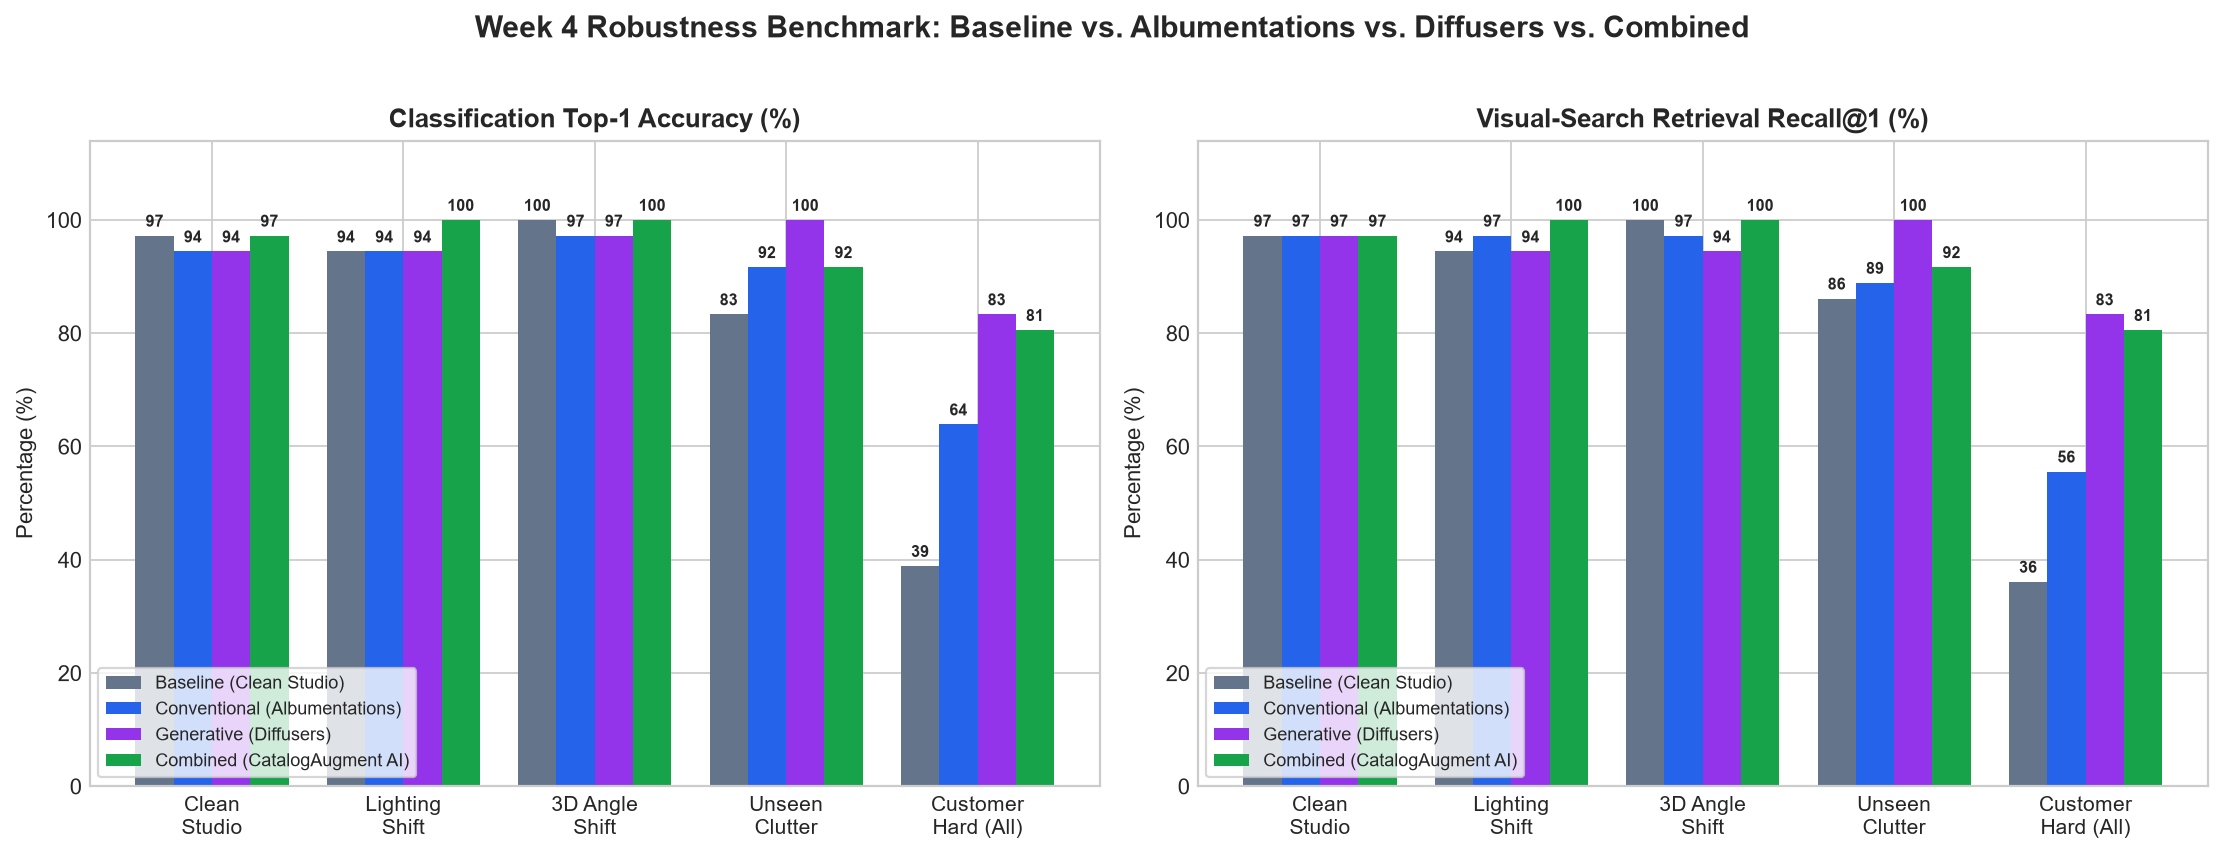 Week 4 Robustness Benchmark: Baseline vs. Albumentations vs. Diffusers vs. Combined
Classification Top-1 Accuracy (%)
Percentage (%)
100
80
60
40
20
0
97
94
94
97
94
94
94
100
100
97
97
100
83
92
100
92
39
64
83
81
Baseline (Clean Studio)
Conventional (Albumentations)
Generative (Diffusers)
Combined (CatalogAugment AI)
Clean
Studio
Lighting
Shift
3D Angle
Shift
Unseen
Clutter
Customer
Hard (All)
Visual-Search Retrieval Recall@1 (%)
Percentage (%)
100
80
60
40
20
0
97
97
97
97
94
97
94
100
100
97
94
100
86
89
100
92
36
56
83
81
Baseline (Clean Studio)
Conventional (Albumentations)
Generative (Diffusers)
Combined (CatalogAugment AI)
Clean
Studio
Lighting
Shift
3D Angle
Shift
Unseen
Clutter
Customer
Hard (All)